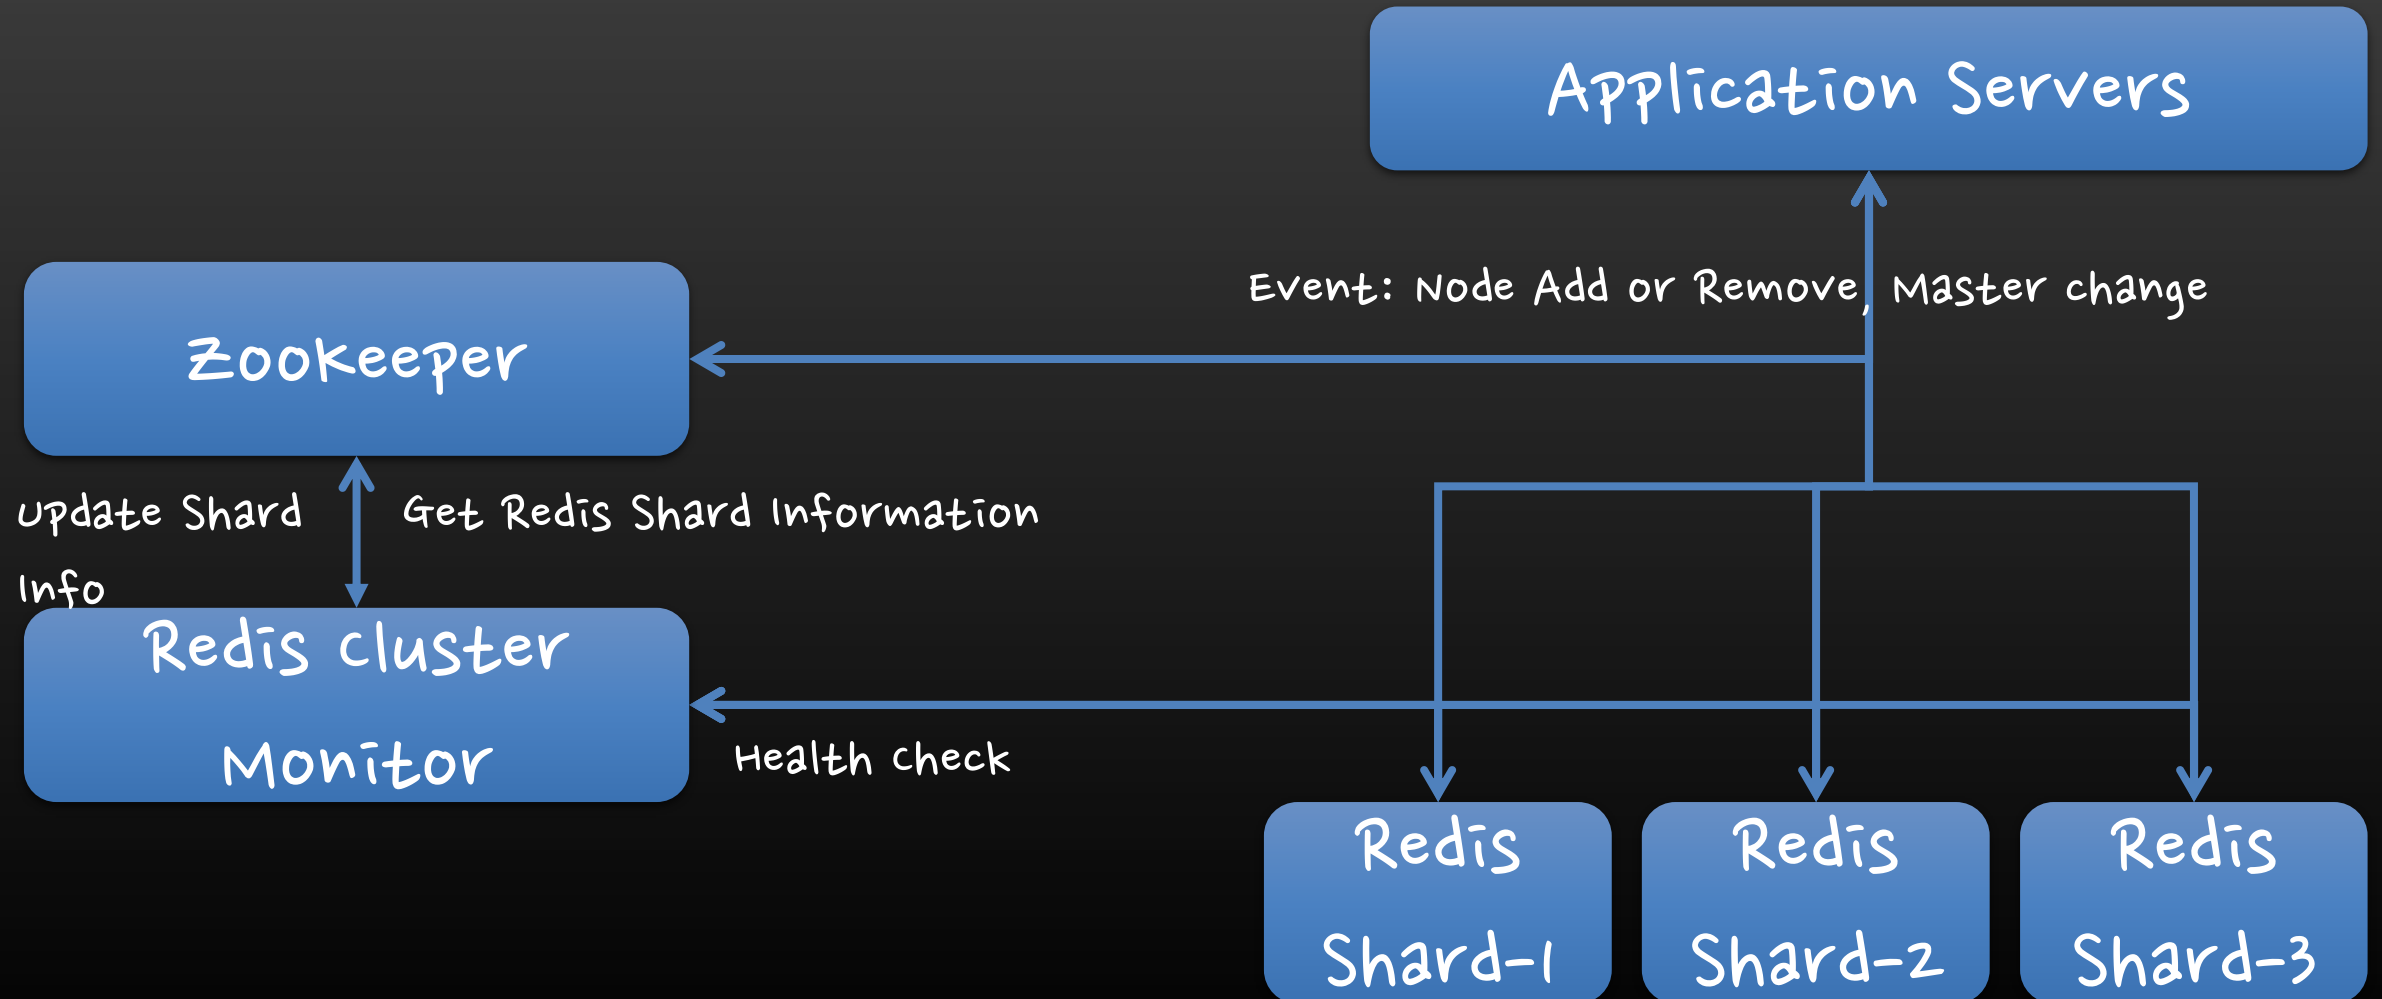 Application Servers
Event: Node Add or Remove, Master change
Zookeeper
Update Shard
Info
Get Redis Shard Information
Redis cluster
Monitor
Health check
Redis
Shard-1
Redis
Shard-2
Redis
Shard-3